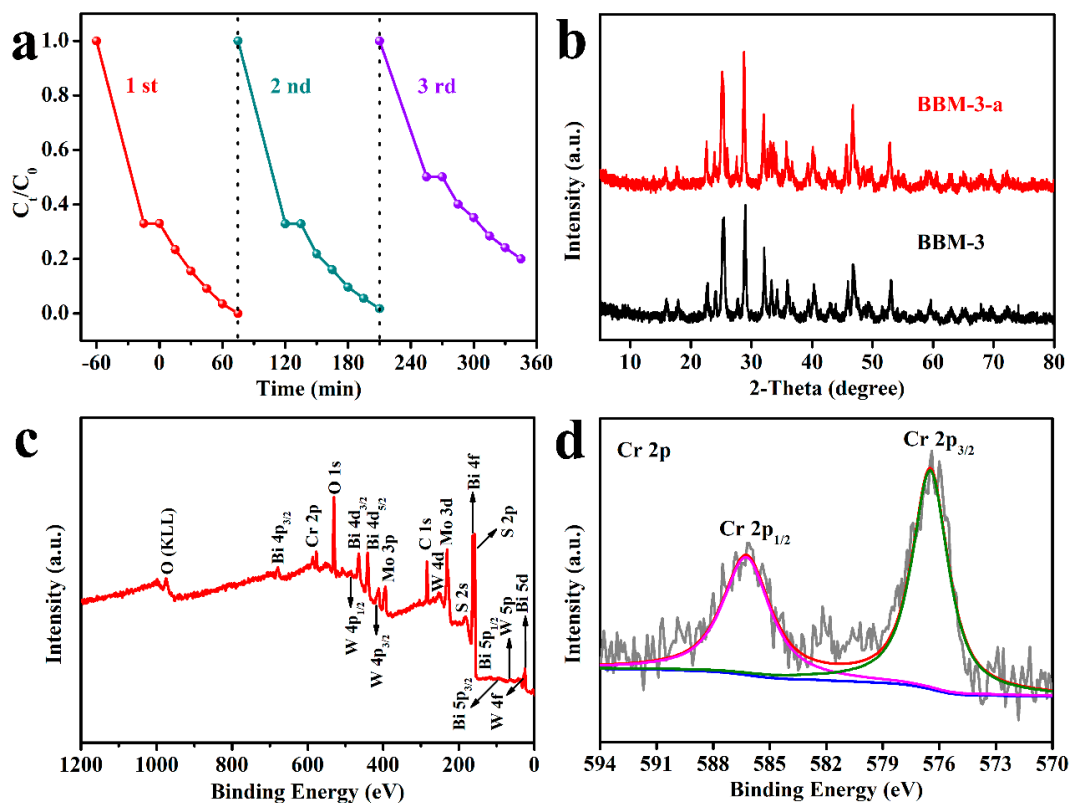 a
1 st
2 nd
3 rd
1.0
0.8
0.6
0.4
0.2
0.0
Cₜ/C₀
-60 0 60 120 180 240 300 360
Time (min)
b
BBM-3-a
BBM-3
Intensity (a.u.)
10 20 30 40 50 60 70 80
2-Theta (degree)
c
O (KLL)
Bi 4p3/2
Cr 2p
O 1s
W 4p1/2
Bi 4d3/2
Bi 4d5/2
W 4p3/2
Mo 3p
C 1s
W 4d
Mo 3d
S 2s
Bi 4f
S 2p
Bi 5p3/2
Bi 5p1/2
W 4f
W 5p
Bi 5d
Intensity (a.u.)
1200 1000 800 600 400 200 0
Binding Energy (eV)
d
Cr 2p
Cr 2p1/2
Cr 2p3/2
Intensity (a.u.)
594 591 588 585 582 579 576 573 570
Binding Energy (eV)